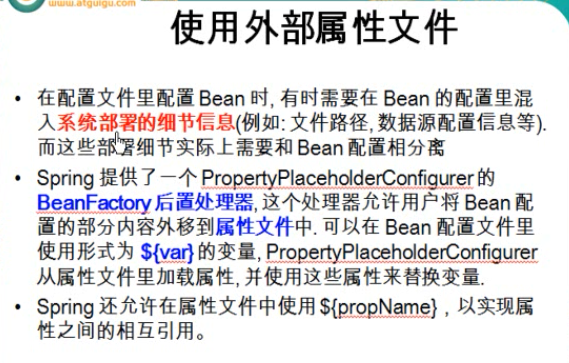 www.atguigu.com
使用外部属性文件
• 在配置文件里配置 Bean 时, 有时需要在 Bean 的配置里混
入系统部署的细节信息(例如: 文件路径, 数据源配置信息等).
而这些部署细节实际上需要和 Bean 配置相分离
• Spring 提供了一个 PropertyPlaceholderConfigurer 的
BeanFactory 后置处理器, 这个处理器允许用户将 Bean 配
置的部分内容外移到属性文件中. 可以在 Bean 配置文件里
使用形式为 ${var} 的变量, PropertyPlaceholderConfigurer
从属性文件里加载属性, 并使用这些属性来替换变量.
• Spring 还允许在属性文件中使用 ${propName}，以实现属
性之间的相互引用。